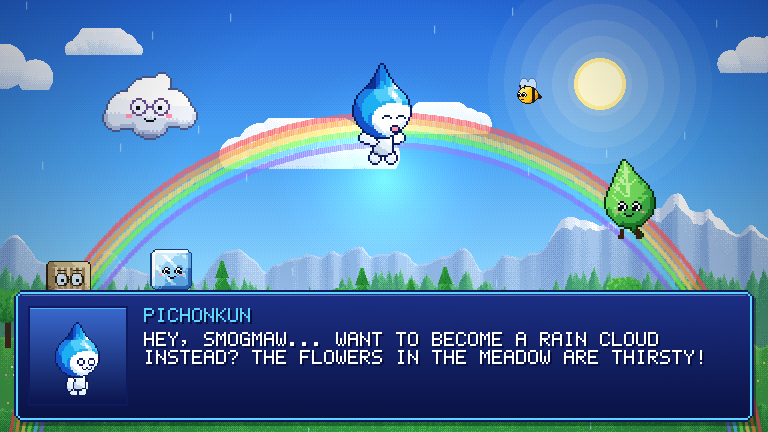 PICHONKUN
HEY, SMOGMAW... WANT TO BECOME A RAIN CLOUD
INSTEAD? THE FLOWERS IN THE MEADOW ARE THIRSTY!